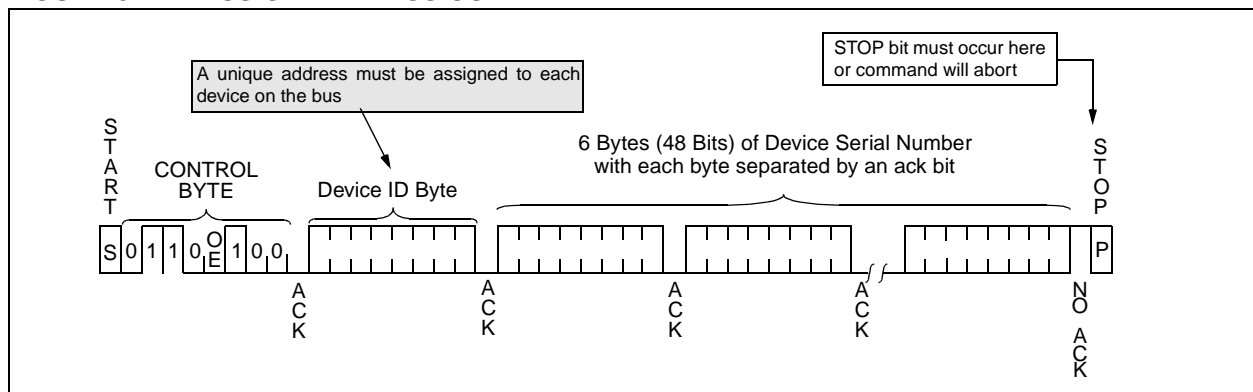 A unique address must be assigned to each
device on the bus
STOP bit must occur here
or command will abort
START
CONTROL
BYTE
Device ID Byte
6 Bytes (48 Bits) of Device Serial Number
with each byte separated by an ack bit
STOP
S 0 1 1 0 OE 1 0 0
P
ACK
ACK
ACK
ACK
NO ACK